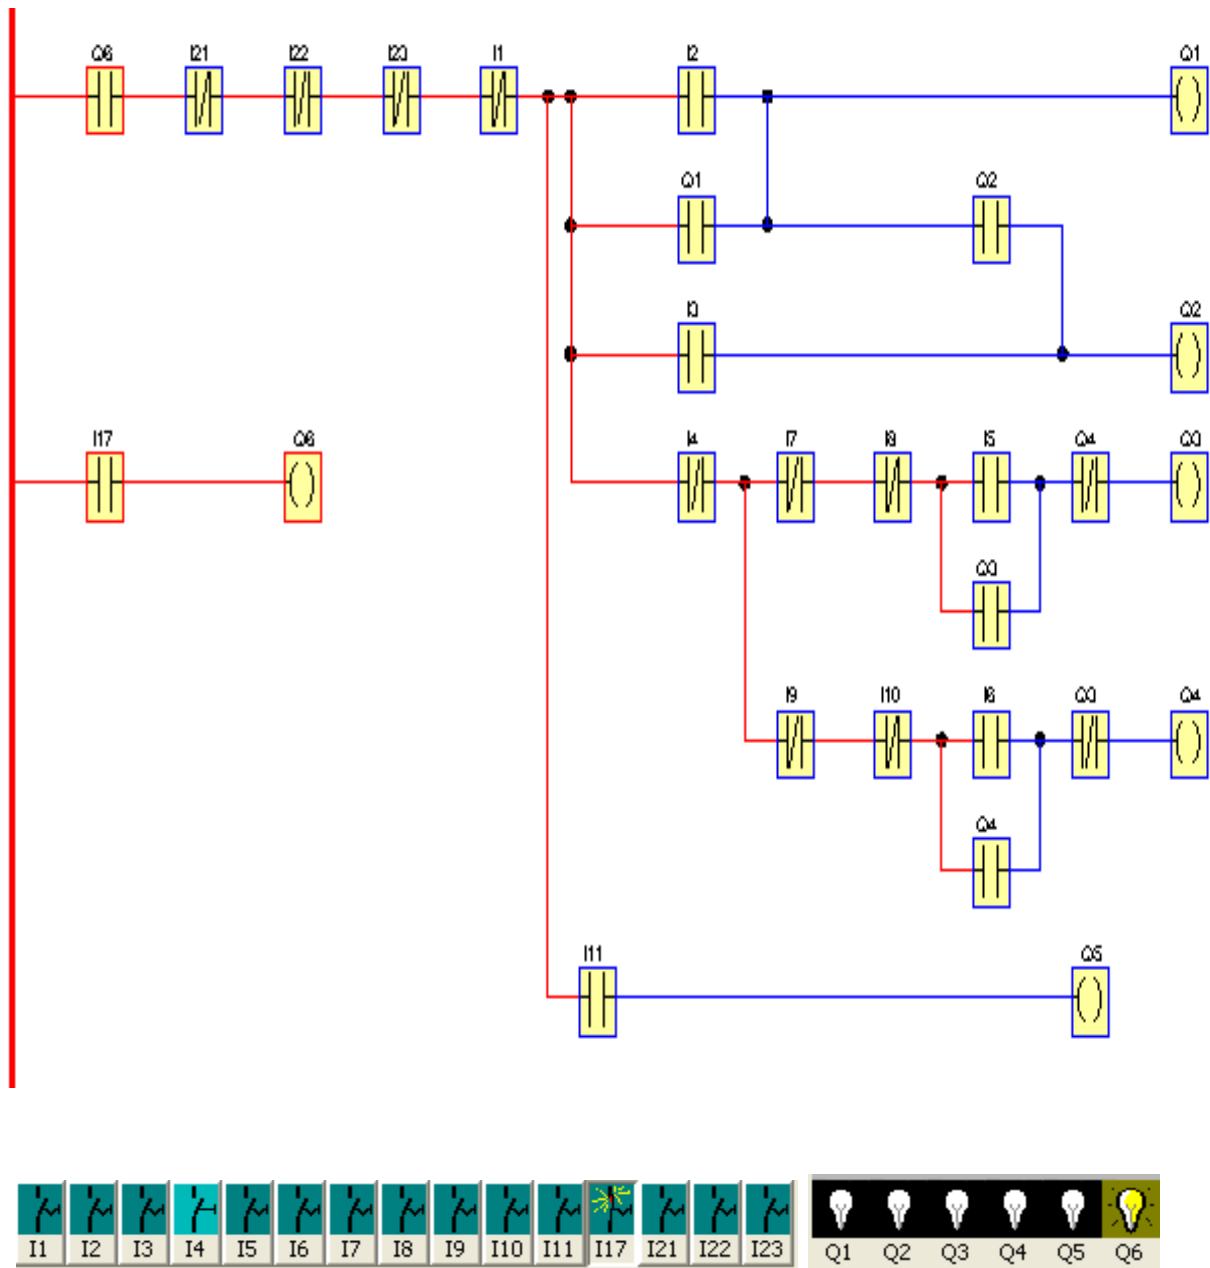 Q6 I21 I22 I23 I1 I2 Q1
Q1 Q2
I3 Q2
I17 Q6 I4 I7 I8 I5 Q4 Q3
Q3
I9 I10 I6 Q3 Q4
Q4
I11 Q5
I1 I2 I3 I4 I5 I6 I7 I8 I9 I10 I11 I17 I21 I22 I23 Q1 Q2 Q3 Q4 Q5 Q6